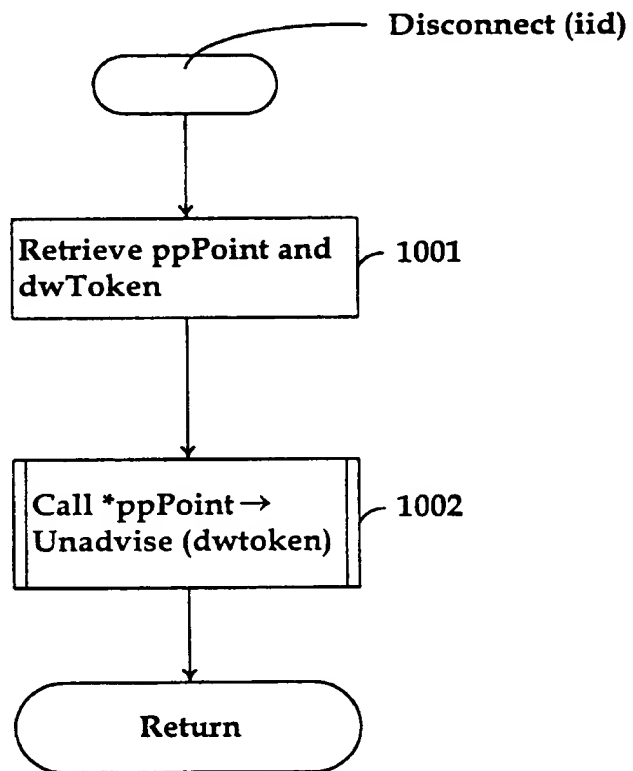 Disconnect (iid)
Retrieve ppPoint and
dwToken
1001
Call *ppPoint→
Unadvise (dwtoken)
1002
Return